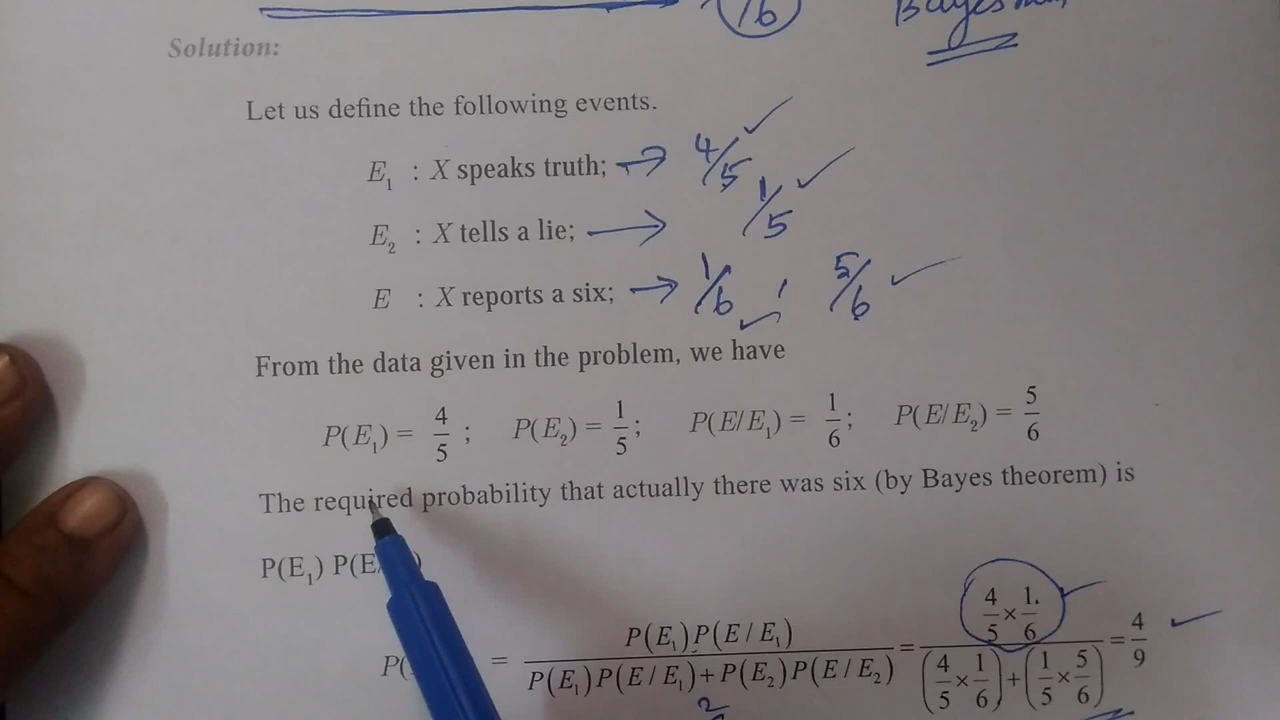 1/6
Solution:
Let us define the following events.
E₁ : X speaks truth; → 4/5 ✓
E₂ : X tells a lie; → 1/5 ✓
E : X reports a six; → 1/6 ✓ ; 5/6 ✓
From the data given in the problem, we have
P(E₁) = 4/5 ; P(E₂) = 1/5; P(E/E₁) = 1/6; P(E/E₂) = 5/6
The required probability that actually there was six (by Bayes theorem) is
P(E₁) P(E
P( = P(E₁)P(E / E₁) / P(E₁)P(E / E₁) + P(E₂)P(E / E₂) = 4/5 × 1/6 / (4/5 × 1/6) + (1/5 × 5/6) = 4/9 ✓